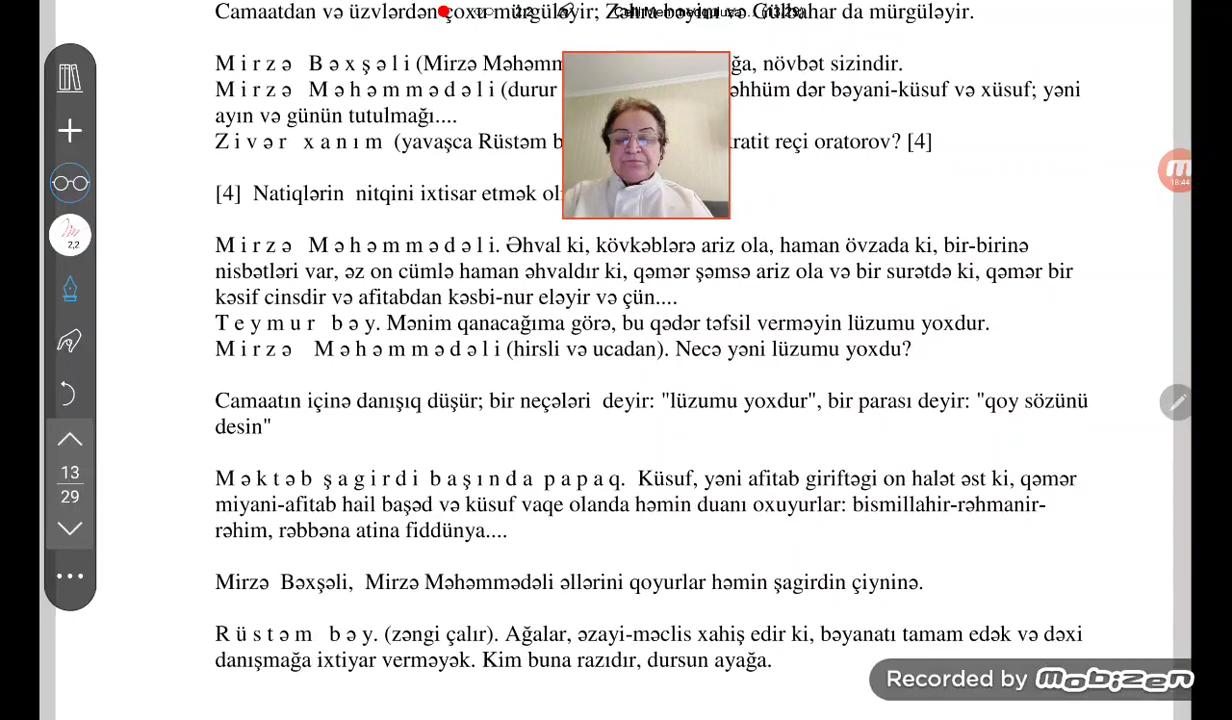 Camaatdan və üzvlərdən çoxu mürgüləyir; Zəhra bəyim və Gülbahar da mürgüləyir.
M i r z ə B ə x ş ə l i (Mirzə Məhəmm ğa, növbət sizindir.
M i r z ə M ə h ə m m ə d ə l i (durur əhhüm dər bəyani-küsuf və xüsuf; yəni
ayın və günün tutulmağı....
Z i v ə r x a n ı m (yavaşca Rüstəm b ratit reçi oratorov? [4]
[4] Natiqlərin nitqini ixtisar etmək ol
M i r z ə M ə h ə m m ə d ə l i. Əhval ki, kövkəblərə ariz ola, haman övzada ki, bir-birinə
nisbətləri var, əz on cümlə haman əhvaldır ki, qəmər şəmsə ariz ola və bir surətdə ki, qəmər bir
kəsif cinsdir və afitabdan kəsbi-nur eləyir və çün....
T e y m u r b ə y. Mənim qanacağıma görə, bu qədər təfsil verməyin lüzumu yoxdur.
M i r z ə M ə h ə m m ə d ə l i (hirsli və ucadan). Necə yəni lüzumu yoxdu?
Camaatın içinə danışıq düşür; bir neçələri deyir: "lüzumu yoxdur", bir parası deyir: "qoy sözünü
desin"
M ə k t ə b ş a g i r d i b a ş ı n d a p a p a q. Küsuf, yəni afitab giriftəgi on halət əst ki, qəmər
miyani-afitab hail başəd və küsuf vaqe olanda həmin duanı oxuyurlar: bismillahir-rəhmanir-
rəhim, rəbbəna atina fiddünya....
Mirzə Bəxşəli, Mirzə Məhəmmədəli əllərini qoyurlar həmin şagirdin çiyninə.
R ü s t ə m b ə y. (zəngi çalır). Ağalar, əzayi-məclis xahiş edir ki, bəyanatı tamam edək və dəxi
danışmağa ixtiyar verməyək. Kim buna razıdır, dursun ayağa.
2,2
13
29
18:44
Recorded by mobizen